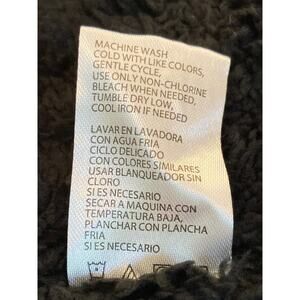 MACHINE WASH
COLD WITH LIKE COLORS,
GENTLE CYCLE,
USE ONLY NON-CHLORINE
BLEACH WHEN NEEDED,
TUMBLE DRY LOW,
COOL IRON IF NEEDED
LAVAR EN LAVADORA
CON AGUA FRIA
CICLO DELICADO
CON COLORES SIMILARES
USAR BLANQUEADOR SIN
CLORO
SI ES NECESARIO
SECAR A MAQUINA CON
TEMPERATURA BAJA,
PLANCHAR CON PLANCHA
FRIA
SI ES NECESARIO